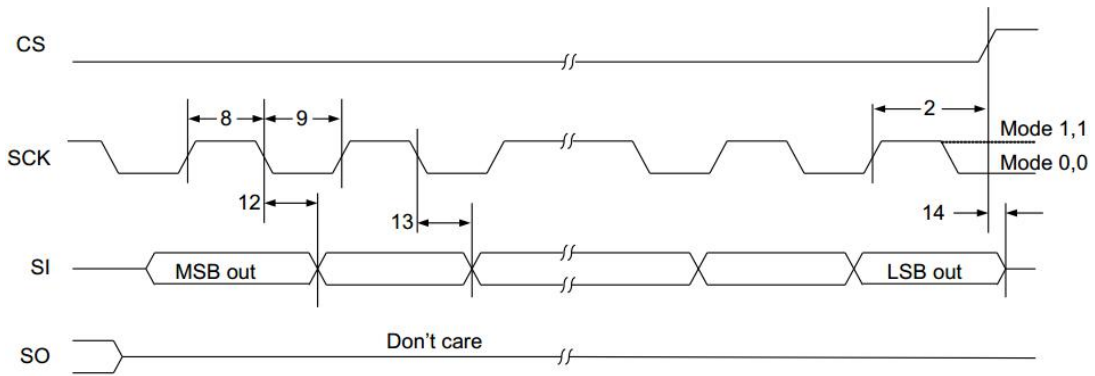 CS
8
9
2
Mode 1,1
SCK
Mode 0,0
12
13
14
SI
MSB out
LSB out
Don't care
SO